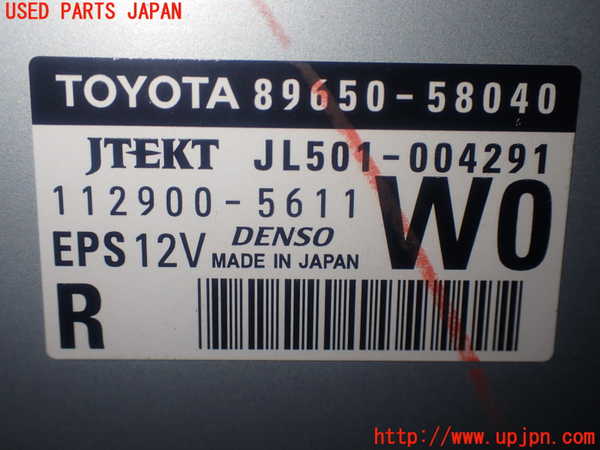 USED PARTS JAPAN
TOYOTA 89650-58040
JTEKT JL501-004291
112900-5611
W0
EPS 12V DENSO
MADE IN JAPAN
R
http://www.upjpn.com/